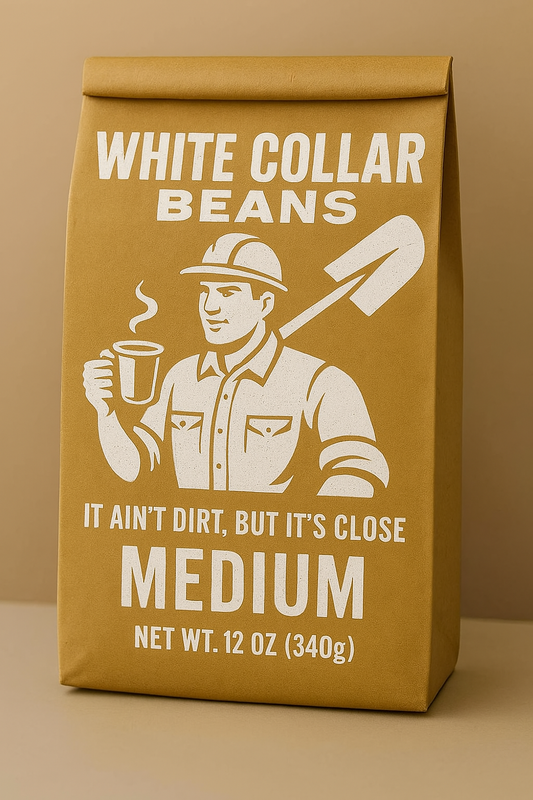 WHITE COLLAR
BEANS
IT AIN'T DIRT, BUT IT'S CLOSE
MEDIUM
NET WT. 12 OZ (340g)